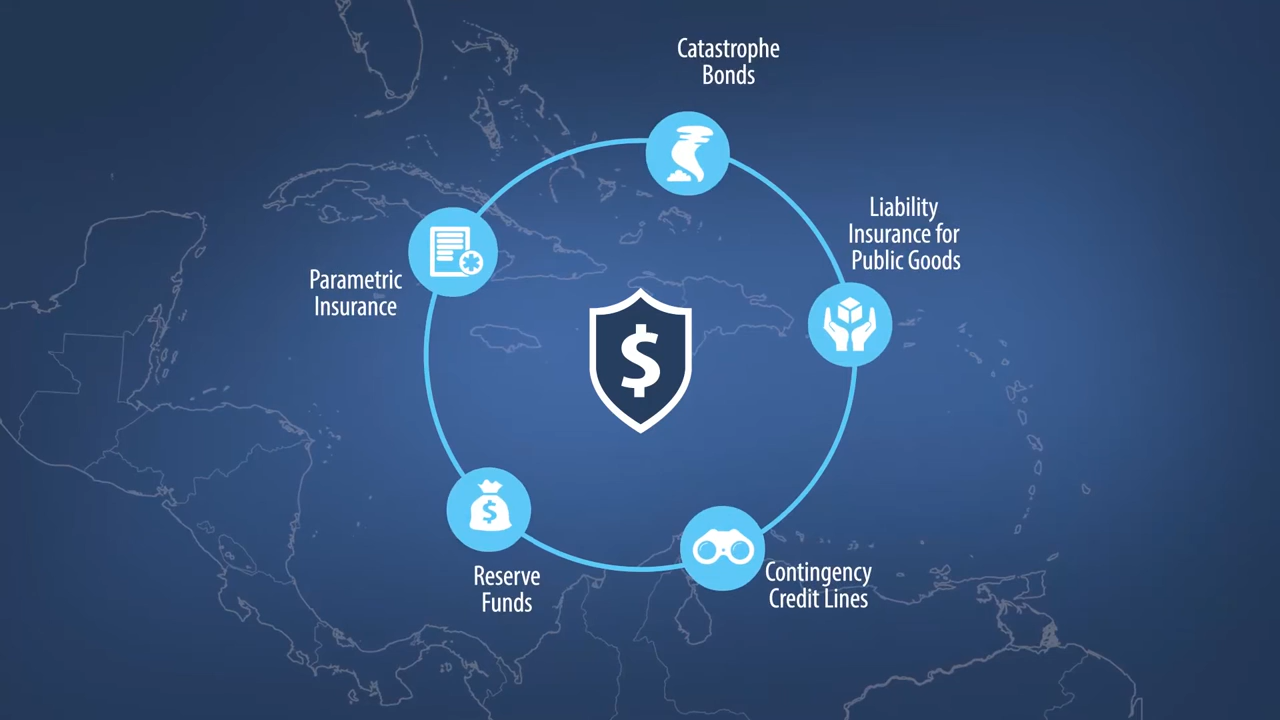 Catastrophe
Bonds
Liability
Insurance for
Public Goods
Parametric
Insurance
$
$
Reserve
Funds
Contingency
Credit Lines